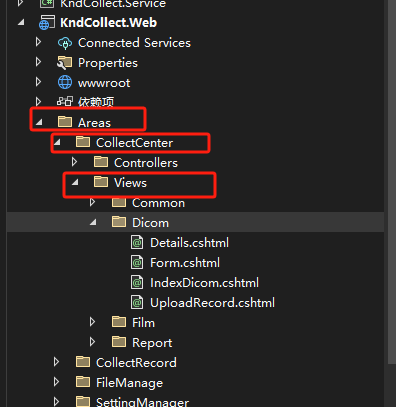 KndCollect.Service
KndCollect.Web
Connected Services
Properties
wwwroot
依赖项
Areas
CollectCenter
Controllers
Views
Common
Dicom
Details.cshtml
Form.cshtml
IndexDicom.cshtml
UploadRecord.cshtml
Film
Report
CollectRecord
FileManage
SettingManager